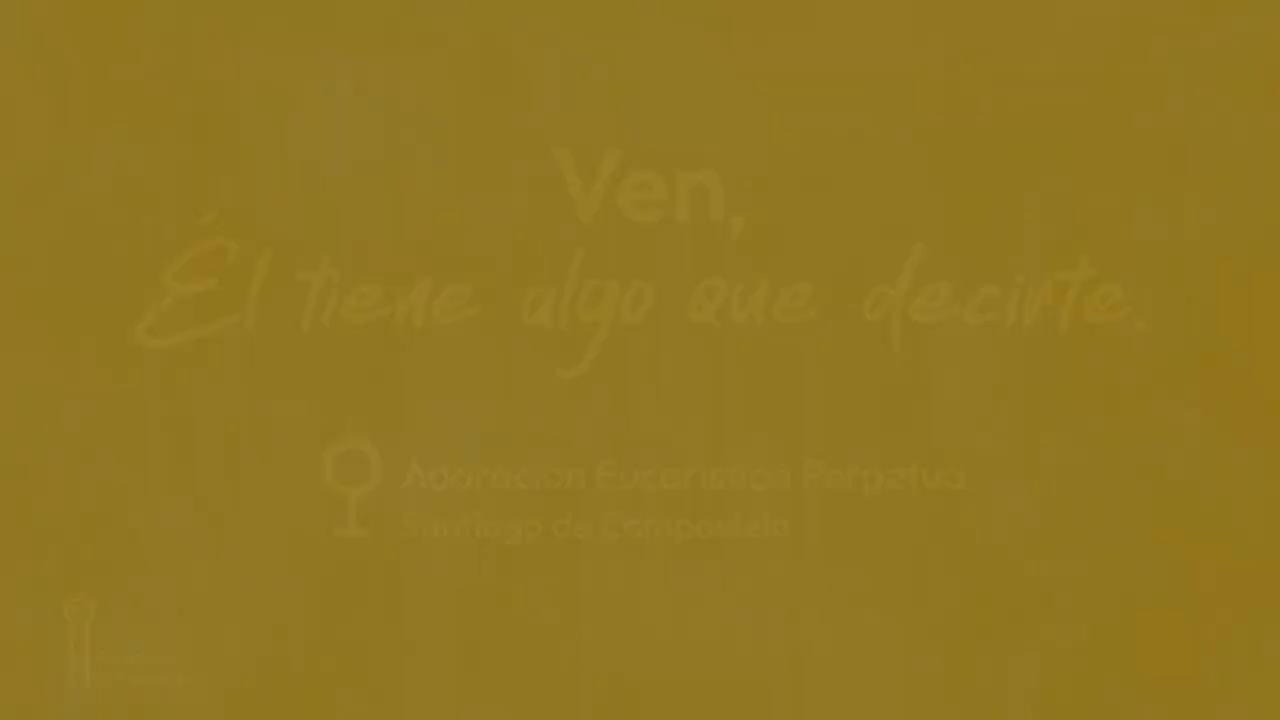 Ven,
Él tiene algo que decirte.
Adoración Eucarística Perpetua
Santiago de Compostela